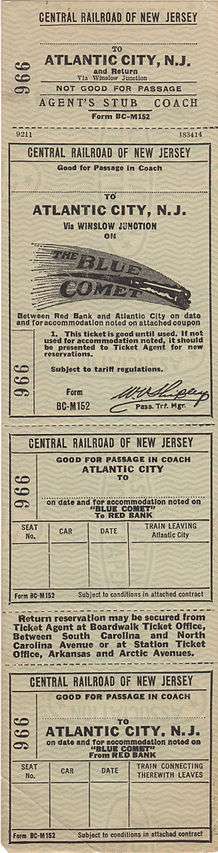 CENTRAL RAILROAD OF NEW JERSEY
TO
ATLANTIC CITY, N.J.
and Return
Via Winslow Junction
NOT GOOD FOR PASSAGE
AGENT'S STUB COACH
Form BC-M152
966
9211 183414
CENTRAL RAILROAD OF NEW JERSEY
Good for Passage in Coach
TO
ATLANTIC CITY, N.J.
Via WINSLOW JUNCTION
ON
THE BLUE
COMET
Between Red Bank and Atlantic City on date
and for accommodation noted on attached coupon
1. This ticket is good until used. If not
used for accommodation noted, it should
be presented to Ticket Agent for new
reservations.
Subject to tariff regulations.
966
Form
BC-M152
Pass. Trf. Mgr.
CENTRAL RAILROAD OF NEW JERSEY
GOOD FOR PASSAGE IN COACH
ATLANTIC CITY
TO
966
on date and for accommodation noted on
"BLUE COMET"
To RED BANK
SEAT No. CAR DATE TRAIN LEAVING Atlantic City
Form BC-M152 Subject to conditions in attached contract
Return reservation may be secured from
Ticket Agent at Boardwalk Ticket Office,
Between South Carolina and North
Carolina Avenue or at Station Ticket
Office, Arkansas and Arctic Avenues.
CENTRAL RAILROAD OF NEW JERSEY
GOOD FOR PASSAGE IN COACH
TO
ATLANTIC CITY, N.J.
966
on date and for accommodation noted on
"BLUE COMET"
From RED BANK
SEAT No. CAR DATE TRAIN CONNECTING THEREWITH LEAVES
Form BC-M152 Subject to conditions in attached contract